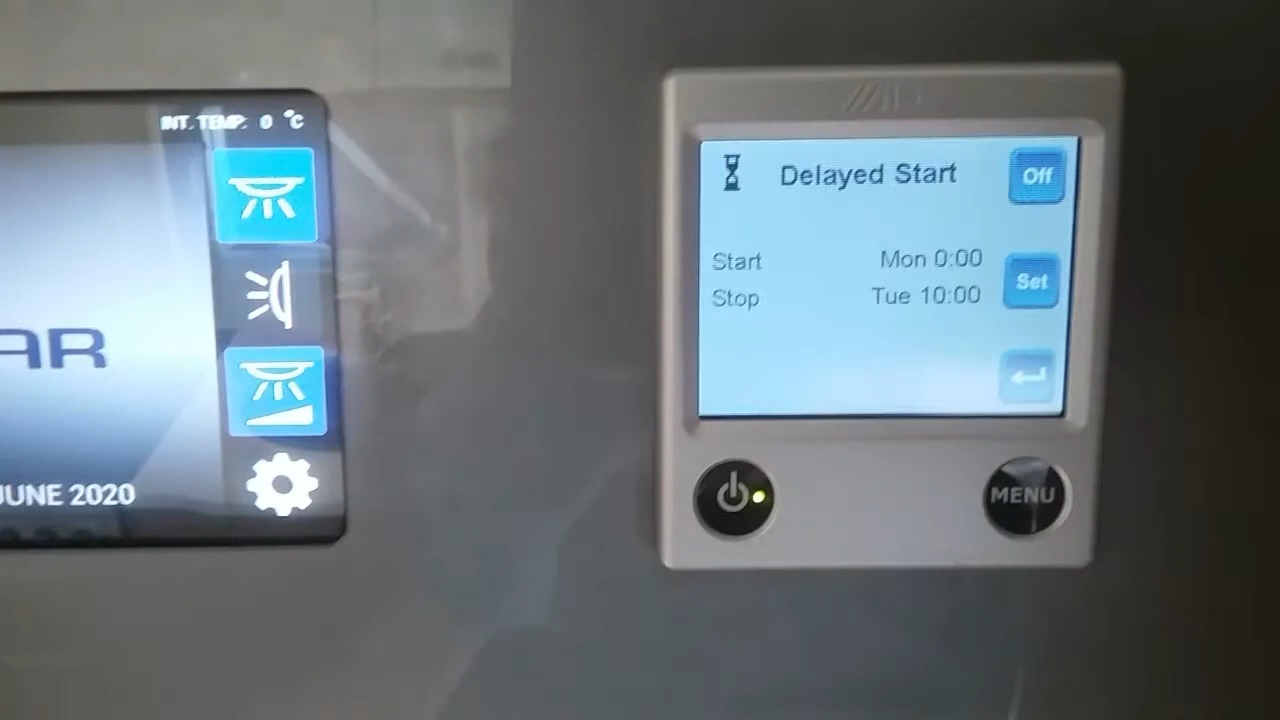 INT. TEMP: 0 °C
AR
JUNE 2020
Delayed Start
Off
Start Mon 0:00
Set
Stop Tue 10:00
MENU